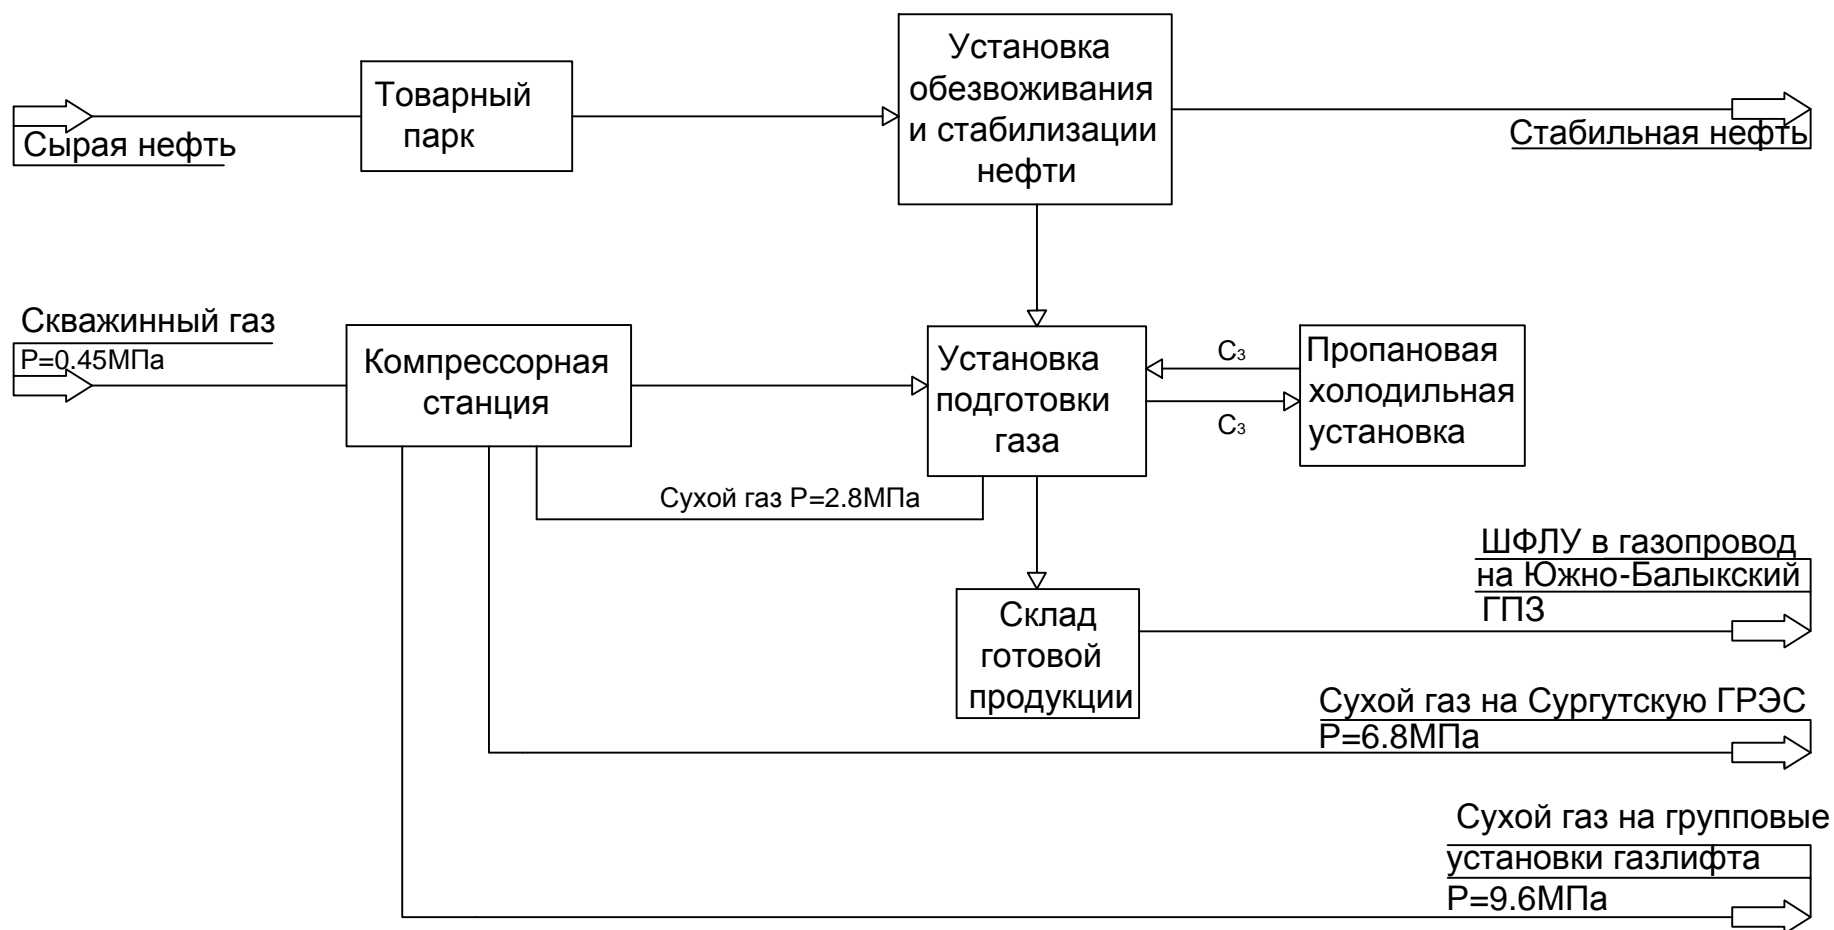 Товарный
парк
Сырая нефть
Установка
обезвоживания
и стабилизации
нефти
Стабильная нефть
Скважинный газ
Р=0.45МПа
Компрессорная
станция
Установка
подготовки
газа
С3
С3
Пропановая
холодильная
установка
Сухой газ Р=2.8МПа
Склад
готовой
продукции
ШФЛУ в газопровод
на Южно-Балыкский
ГПЗ
Сухой газ на Сургутскую ГРЭС
Р=6.8МПа
Сухой газ на групповые
установки газлифта
Р=9.6МПа